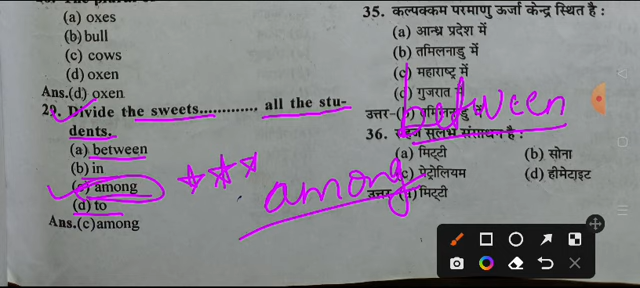 (a) oxes
(b) bull
(c) cows
(d) oxen
Ans.(d) oxen
29. Divide the sweets............. all the stu-
dents.
(a) between
(b) in
(c) among
(d) to
Ans.(c)among
among
35. कल्पक्कम परमाणु ऊर्जा केन्द्र स्थित है :
(a) आन्ध्र प्रदेश में
(b) तमिलनाडु में
(c) महाराष्ट्र में
(d) गुजरात में
उत्तर-(b) तमिलनाडु में
between
36. सहज सुलभ संसाधन है :
(a) मिट्टी
(b) सोना
(c) पेट्रोलियम
(d) हीमेटाइट
उत्तर-(a) मिट्टी